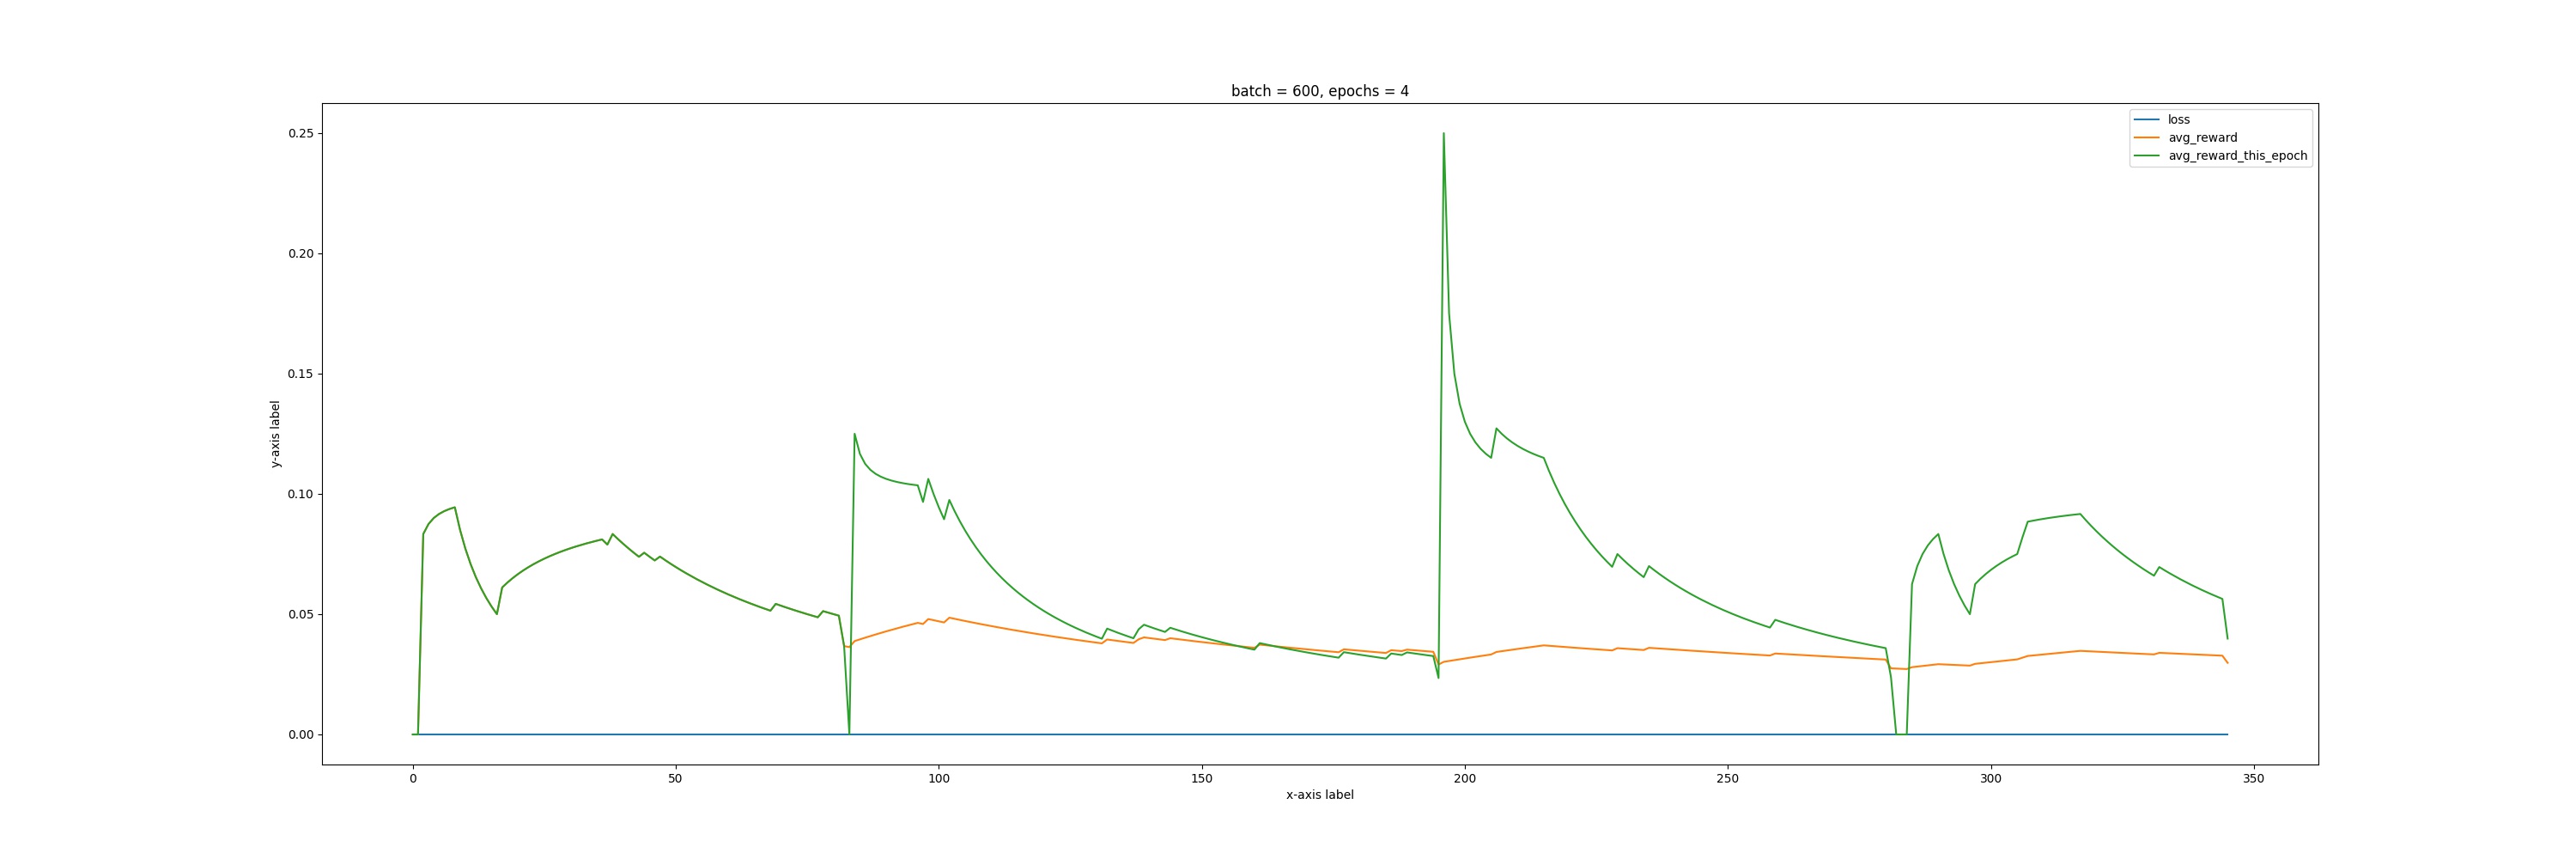 batch = 600, epochs = 4
loss
avg_reward
avg_reward_this_epoch
0.25
0.20
0.15
0.10
0.05
0.00
y-axis label
0 50 100 150 200 250 300 350
x-axis label